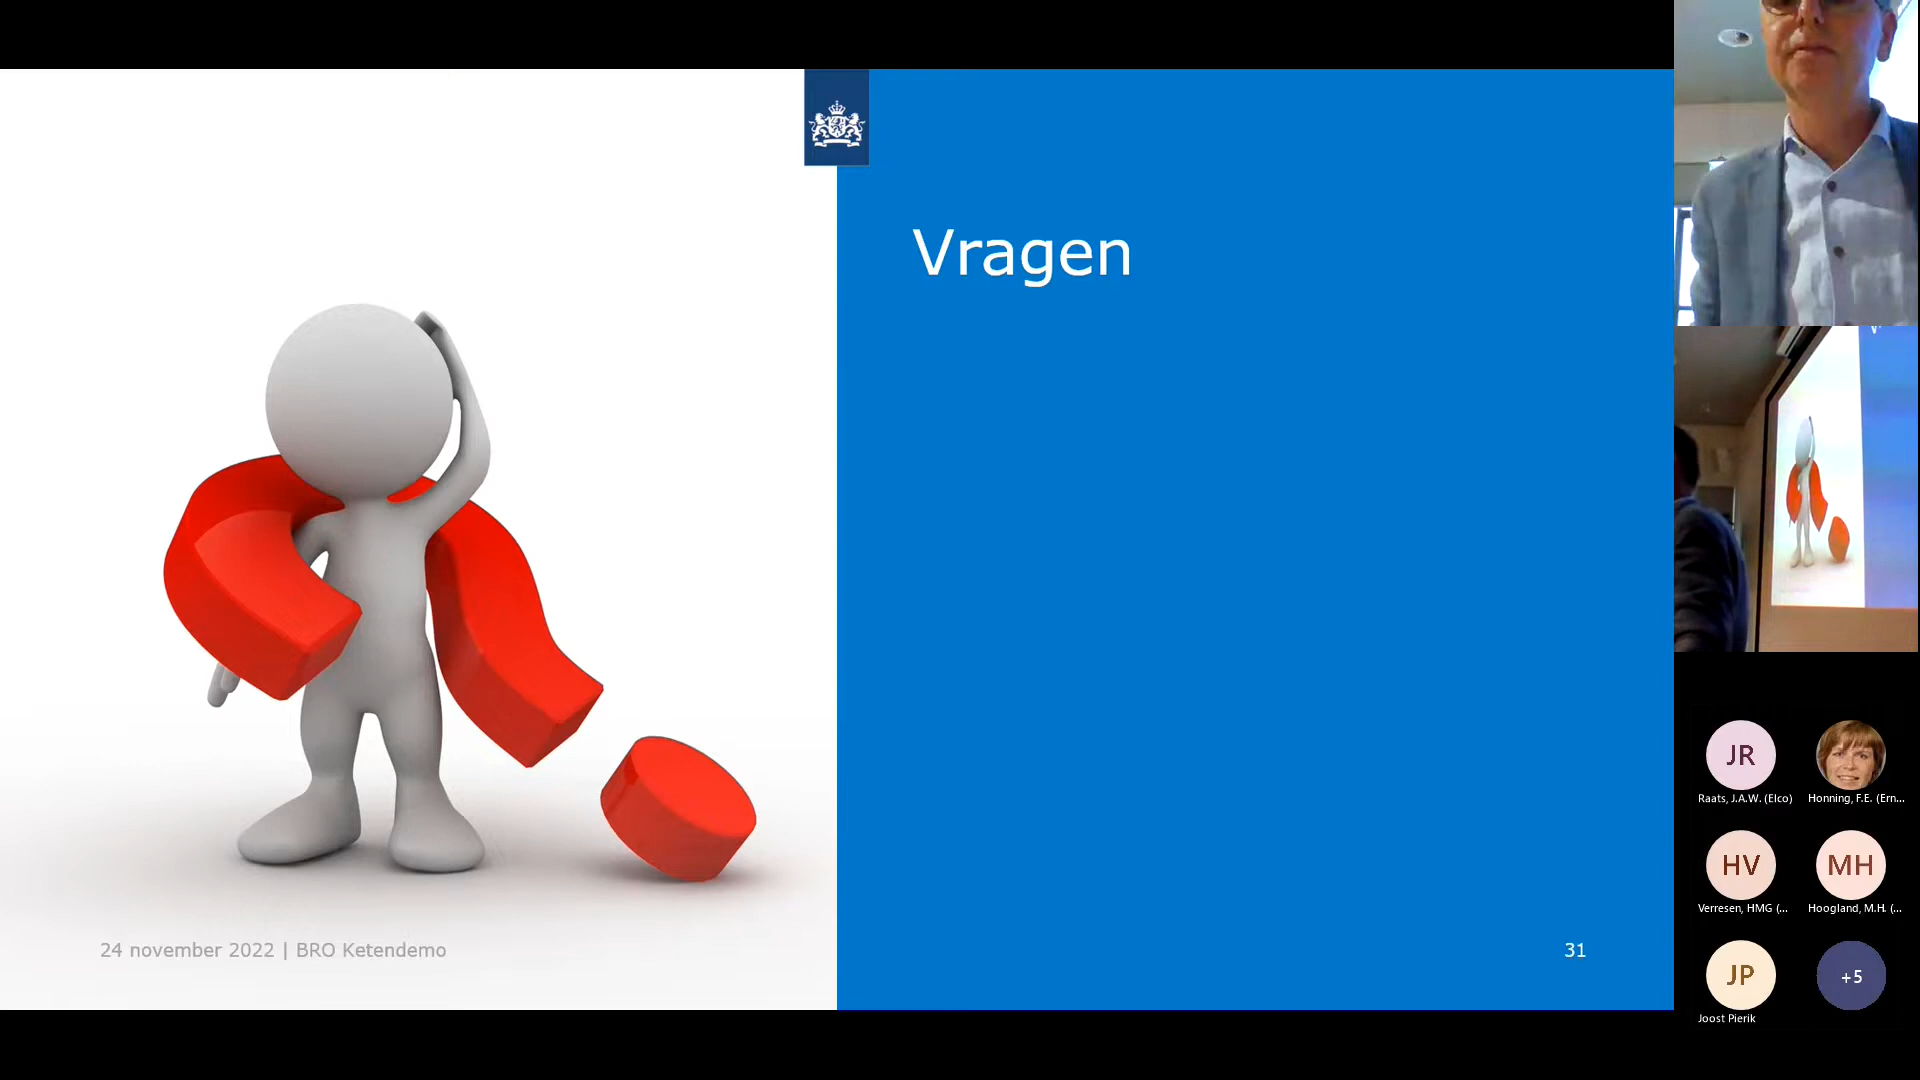 Vragen
24 november 2022 | BRO Ketendemo
31
JR
Raats, J.A.W. (Elco)
Honning, F.E. (Ern...
HV
Verresen, HMG (...
MH
Hoogland, M.H. (...
JP
Joost Pierik
+5